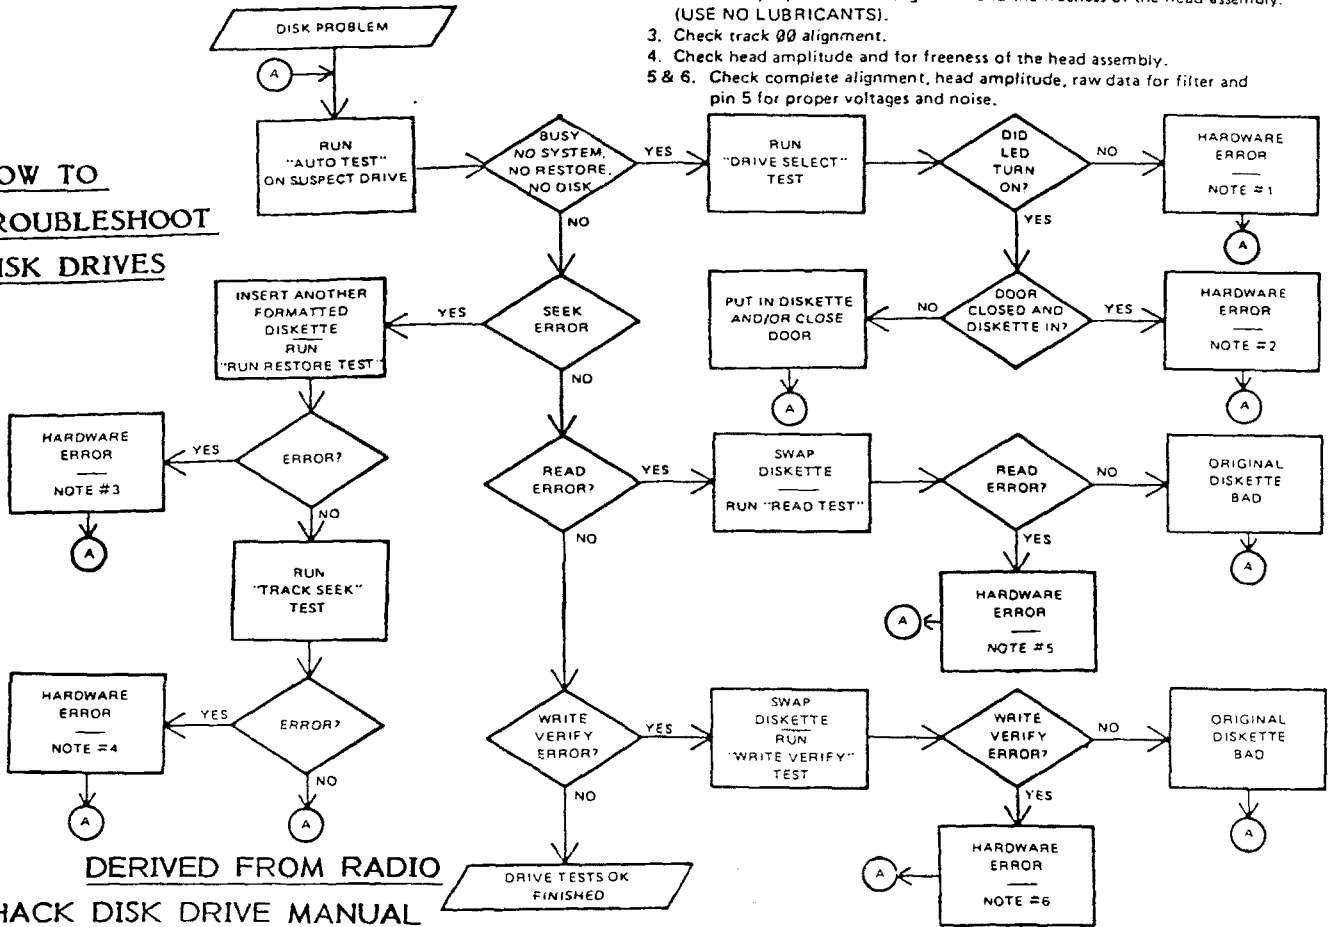 (USE NO LUBRICANTS).
3. Check track 00 alignment.
4. Check head amplitude and for freeness of the head assembly.
5 & 6. Check complete alignment, head amplitude, raw data for filter and
pin 5 for proper voltages and noise.
DISK PROBLEM
A
RUN
"AUTO TEST"
ON SUSPECT DRIVE
BUSY
NO SYSTEM,
NO RESTORE,
NO DISK
YES
NO
RUN
"DRIVE SELECT"
TEST
DID
LED
TURN
ON?
NO
YES
HARDWARE
ERROR
NOTE #1
A
OW TO
ROUBLESHOOT
ISK DRIVES
INSERT ANOTHER
FORMATTED
DISKETTE
RUN
"RUN RESTORE TEST"
YES
SEEK
ERROR
NO
PUT IN DISKETTE
AND/OR CLOSE
DOOR
A
NO
DOOR
CLOSED AND
DISKETTE IN?
YES
HARDWARE
ERROR
NOTE #2
A
HARDWARE
ERROR
NOTE #3
A
YES
ERROR?
NO
READ
ERROR?
YES
NO
SWAP
DISKETTE
RUN "READ TEST"
READ
ERROR?
NO
YES
ORIGINAL
DISKETTE
BAD
A
RUN
"TRACK SEEK"
TEST
A
HARDWARE
ERROR
NOTE #5
HARDWARE
ERROR
NOTE #4
A
YES
ERROR?
NO
A
WRITE
VERIFY
ERROR?
YES
NO
SWAP
DISKETTE
RUN
"WRITE VERIFY"
TEST
WRITE
VERIFY
ERROR?
NO
YES
ORIGINAL
DISKETTE
BAD
A
A
HARDWARE
ERROR
NOTE #6
DRIVE TESTS OK
FINISHED
DERIVED FROM RADIO
HACK DISK DRIVE MANUAL